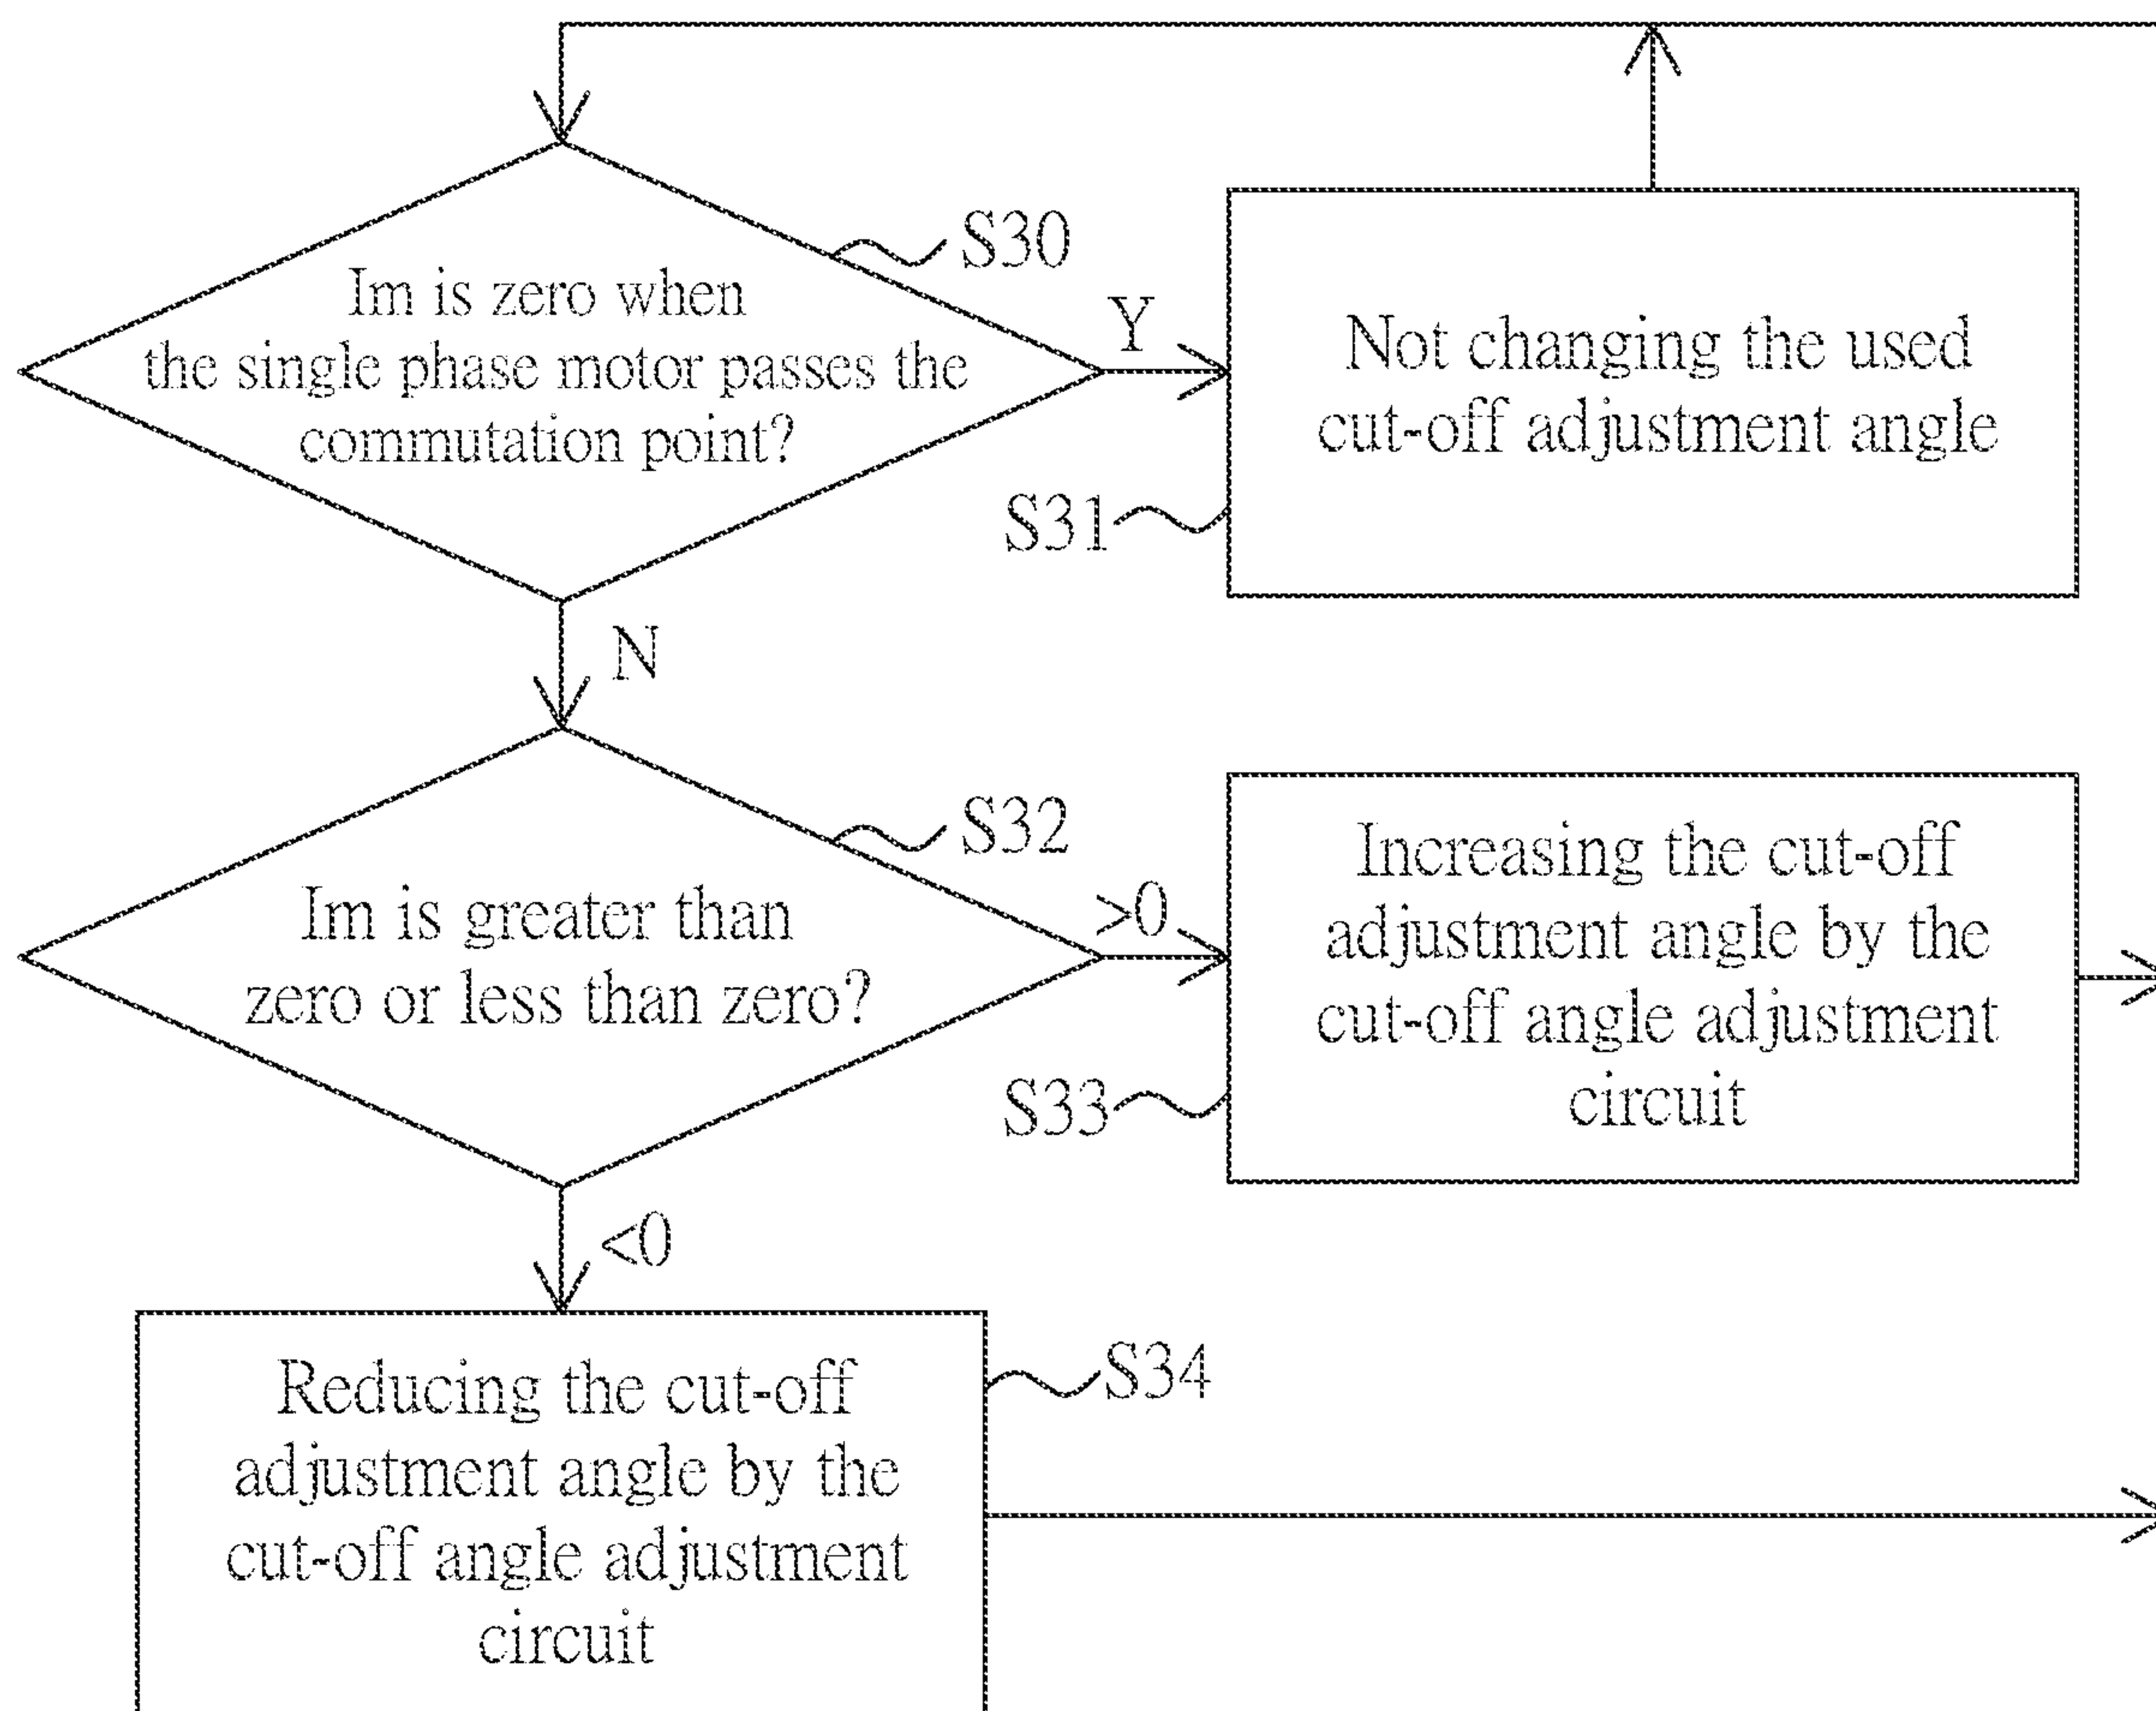 S30
Im is zero when
the single phase motor passes the
commutation point?
Y
Not changing the used
cut-off adjustment angle
S31
N
S32
Im is greater than
zero or less than zero?
>0
Increasing the cut-off
adjustment angle by the
cut-off angle adjustment
circuit
S33
<0
Reducing the cut-off
adjustment angle by the
cut-off angle adjustment
circuit
S34